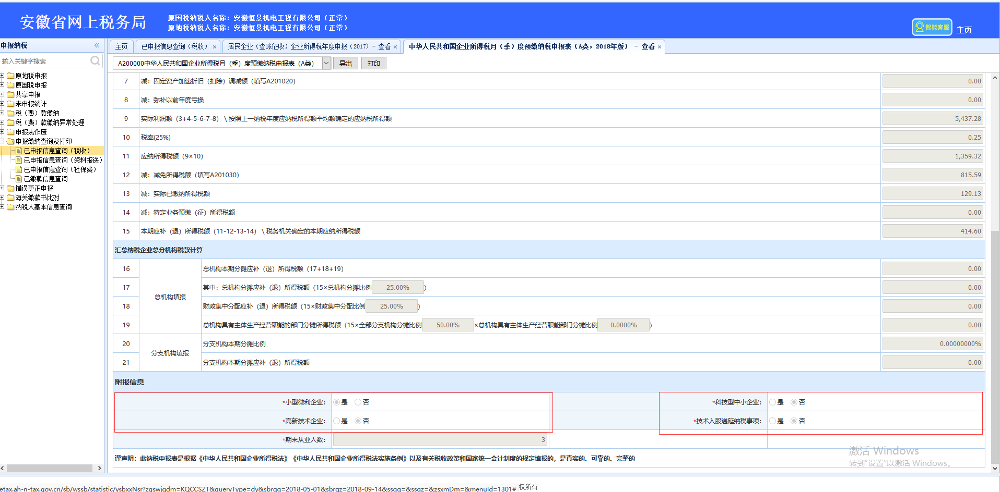 安徽省网上税务局
原国税纳税人名称：安徽恒景机电工程有限公司（正常）
原地税纳税人名称：安徽恒景机电工程有限公司（正常）
智能客服
主页
申报纳税
输入关键字搜索
原地税申报
原国税申报
共享申报
未申报统计
税（费）款缴纳
税（费）款缴纳异常处理
申报表作废
申报缴纳查询及打印
已申报信息查询（税收）
已申报信息查询（资料报送）
已申报信息查询（社保费）
已缴款信息查询
错误更正申报
海关缴款书比对
纳税人基本信息查询
主页 已申报信息查询（税收） × 居民企业（查账征收）企业所得税年度申报（2017）- 查看 × 中华人民共和国企业所得税月（季）度预缴纳税申报表（A类，2018年版） - 查看 ×
A200000中华人民共和国企业所得税月（季）度预缴纳税申报表（A类） 导出 打印
7 减：固定资产加速折旧（扣除）调减额（填写A201020） 0.00
8 减：弥补以前年度亏损 0.00
9 实际利润额（3+4-5-6-7-8） \ 按照上一纳税年度应纳税所得额平均额确定的应纳税所得额 5,437.28
10 税率(25%) 0.25
11 应纳所得税额（9×10） 1,359.32
12 减：减免所得税额（填写A201030） 815.59
13 减：实际已缴纳所得税额 129.13
14 减：特定业务预缴（征）所得税额 0.00
15 本期应补（退）所得税额（11-12-13-14） \ 税务机关确定的本期应纳所得税额 414.60
汇总纳税企业总分机构税款计算
总机构填报
16 总机构本期分摊应补（退）所得税额（17+18+19） 0.00
17 其中：总机构分摊应补（退）所得税额（15×总机构分摊比例 25.00% ） 0.00
18 财政集中分配应补（退）所得税额（15×财政集中分配比例 25.00% ） 0.00
19 总机构具有主体生产经营职能的部门分摊所得税额（15×全部分支机构分摊比例 50.00% ×总机构具有主体生产经营职能部门分摊比例 0.0000% ） 0.00
分支机构填报
20 分支机构本期分摊比例 0.00000000%
21 分支机构本期分摊应补（退）所得税额 0.00
附报信息
*小型微利企业： 是 否 *科技型中小企业： 是 否
*高新技术企业： 是 否 *技术入股递延纳税事项： 是 否
*期末从业人数： 3
谨声明：此纳税申报表是根据《中华人民共和国企业所得税法》《中华人民共和国企业所得税法实施条例》以及有关税收政策和国家统一会计制度的规定填报的，是真实的、可靠的、完整的
激活 Windows
转到“设置”以激活 Windows。
etax.ah-n-tax.gov.cn/sb/wssb/statistic/ysbxxNsr?zgswjgdm=KQCCSZT&queryType=dy&sbrqq=2018-05-01&sbrqz=2018-09-14&ssqq=&ssqz=&zsxmDm=&menuId=1301# 权所有